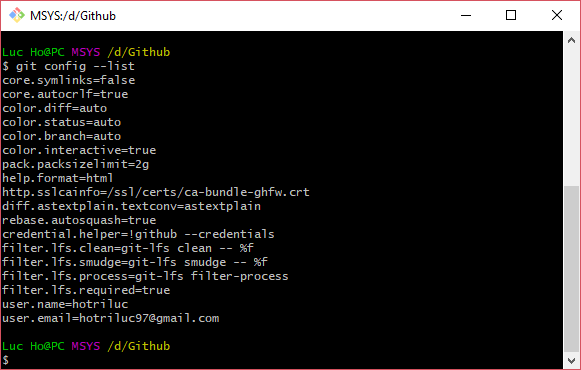 MSYS:/d/Github
Luc Ho@PC MSYS /d/Github
$ git config --list
core.symlinks=false
core.autocrlf=true
color.diff=auto
color.status=auto
color.branch=auto
color.interactive=true
pack.packsizelimit=2g
help.format=html
http.sslcainfo=/ssl/certs/ca-bundle-ghfw.crt
diff.astextplain.textconv=astextplain
rebase.autosquash=true
credential.helper=!github --credentials
filter.lfs.clean=git-lfs clean -- %f
filter.lfs.smudge=git-lfs smudge -- %f
filter.lfs.process=git-lfs filter-process
filter.lfs.required=true
user.name=hotriluc
user.email=hotriluc97@gmail.com
Luc Ho@PC MSYS /d/Github
$